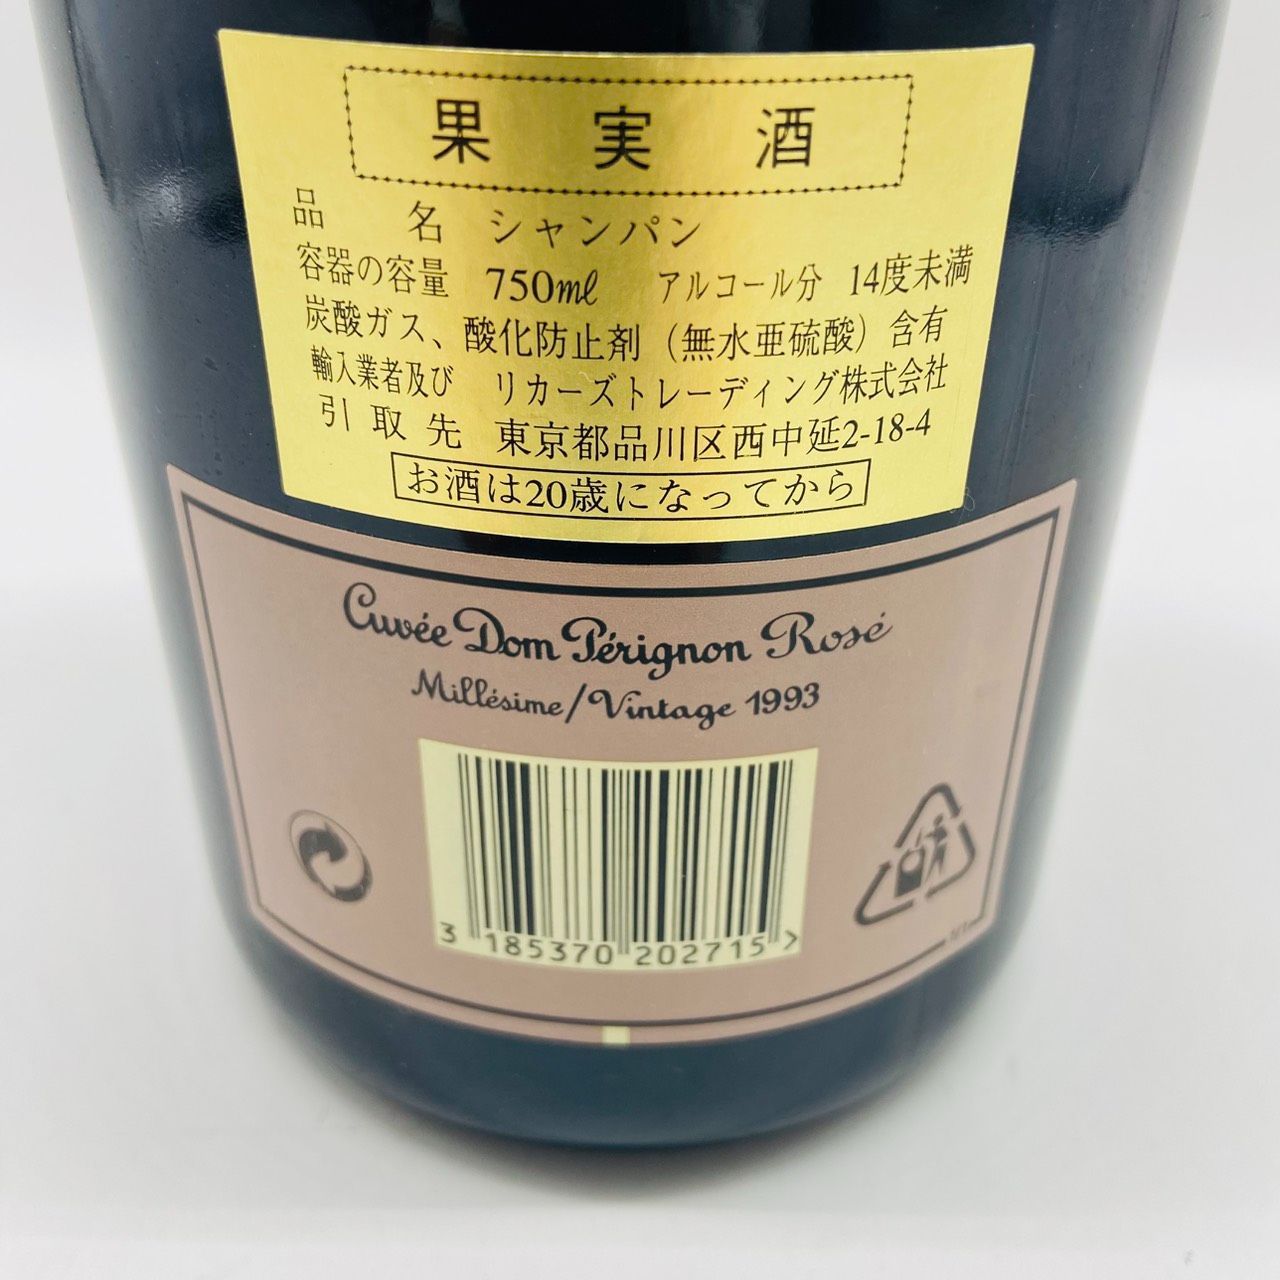 果実酒
品名 シャンパン
容器の容量 750㎖ アルコール分 14度未満
炭酸ガス、酸化防止剤（無水亜硫酸）含有
輸入業者及び リカーズトレーディング株式会社
引取先 東京都品川区西中延2-18-4
お酒は20歳になってから
Cuvée Dom Pérignon Rosé
Millésime/Vintage 1993
3 185370 202715 >